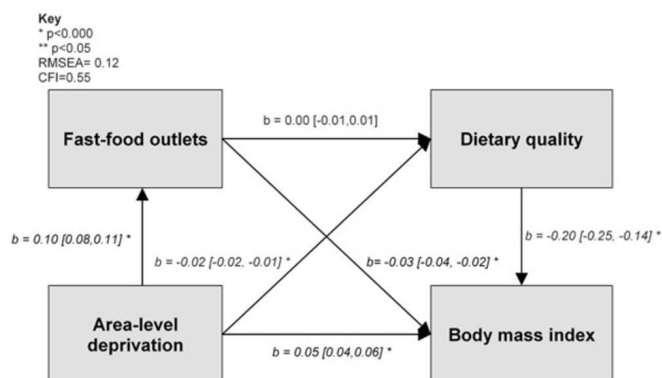 Key
* p<0.000
** p<0.05
RMSEA= 0.12
CFI=0.55
Fast-food outlets
b = 0.00 [-0.01,0.01]
Dietary quality
b = 0.10 [0.08,0.11] *
b = -0.02 [-0.02, -0.01] *
b= -0.03 [-0.04, -0.02] *
b = -0.20 [-0.25, -0.14] *
Area-level
deprivation
b = 0.05 [0.04,0.06] *
Body mass index